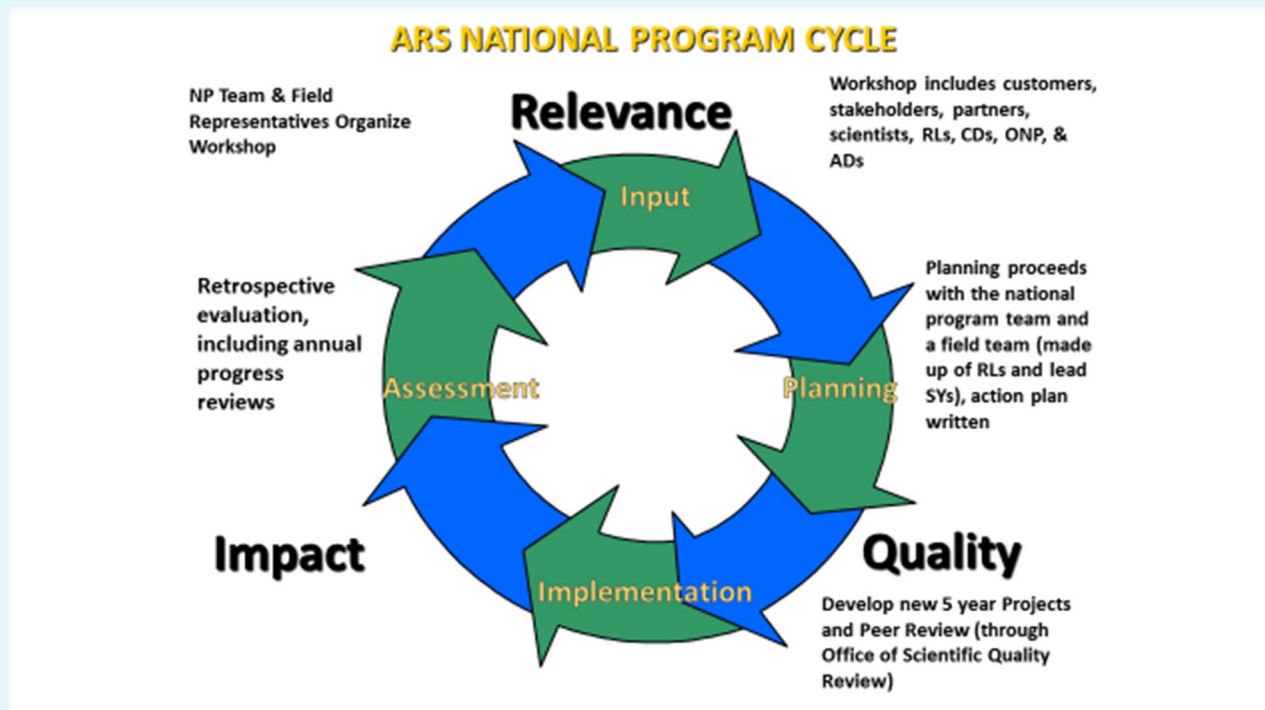 ARS NATIONAL PROGRAM CYCLE
NP Team & Field
Representatives Organize
Workshop
Relevance
Workshop includes customers,
stakeholders, partners,
scientists, RLs, CDs, ONP, &
ADs
Input
Planning proceeds
with the national
program team and
a field team (made
up of RLs and lead
SYs), action plan
written
Retrospective
evaluation,
including annual
progress
reviews
Assessment
Planning
Impact
Quality
Implementation
Develop new 5 year Projects
and Peer Review (through
Office of Scientific Quality
Review)